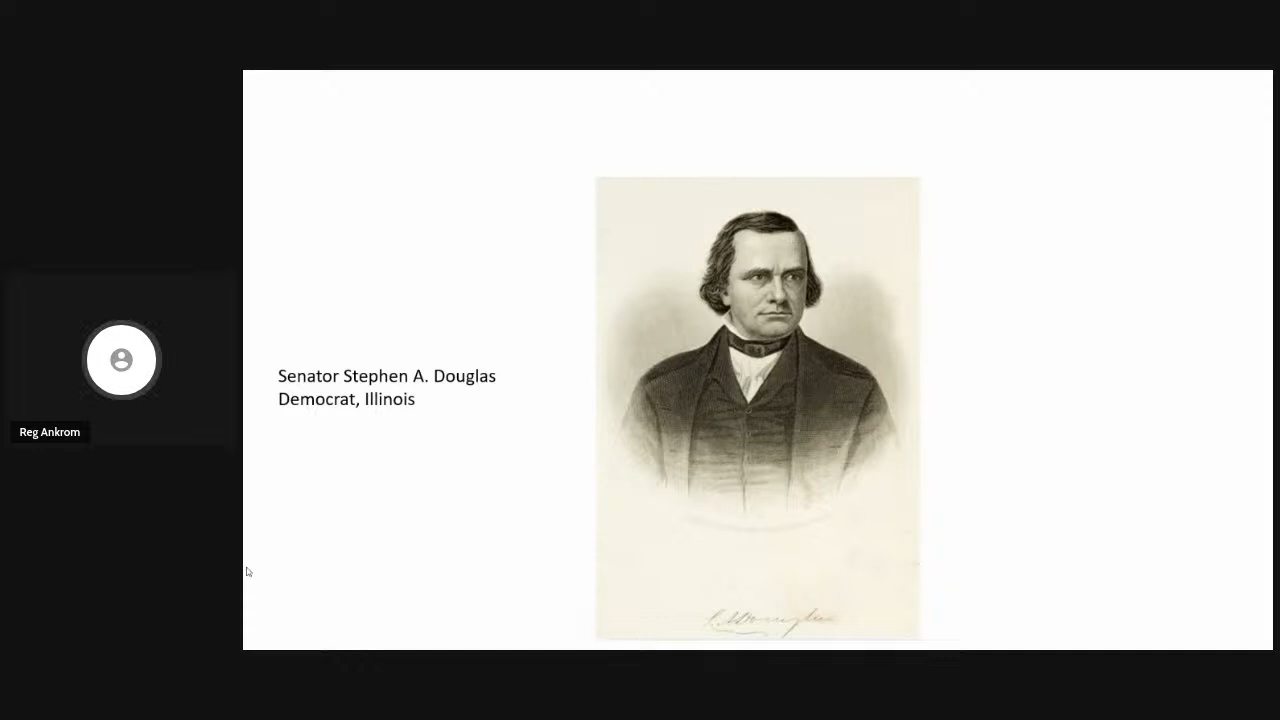 Senator Stephen A. Douglas
Democrat, Illinois
Reg Ankrom